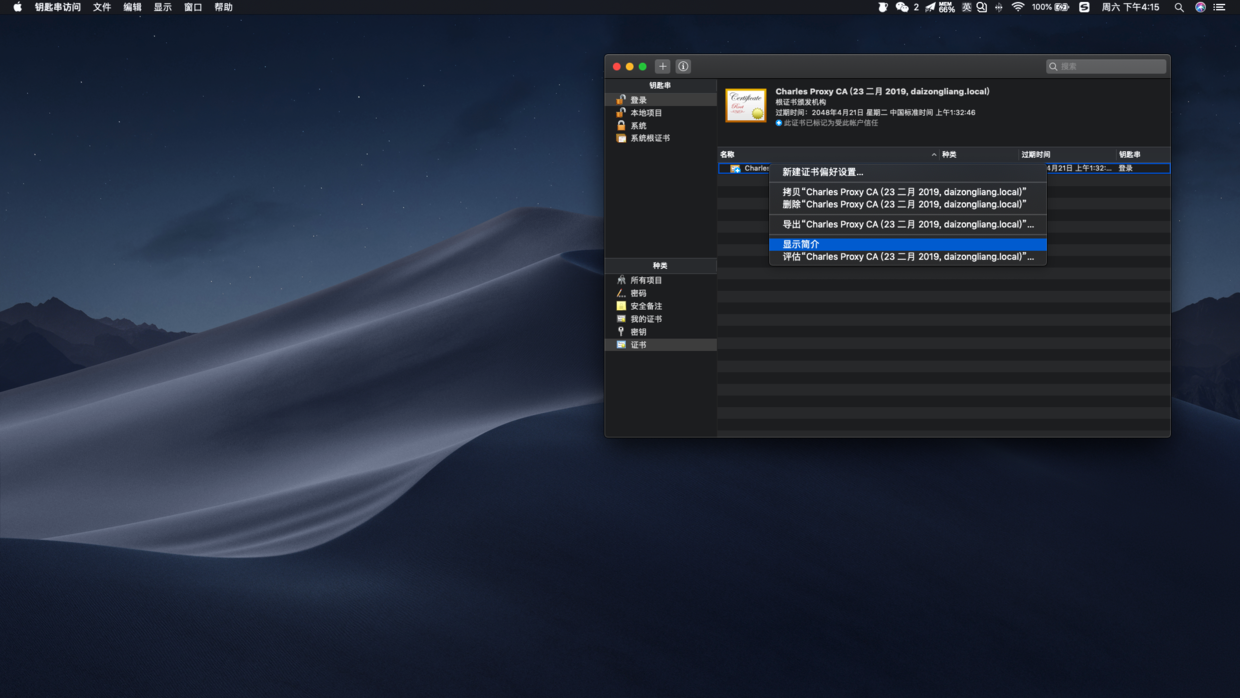 钥匙串访问 文件 编辑 显示 窗口 帮助
2 MEM 66% 英 100% 周六 下午4:15
搜索
钥匙串
登录
本地项目
系统
系统根证书
Certificate
Root
Charles Proxy CA (23 二月 2019, daizongliang.local)
根证书颁发机构
过期时间: 2048年4月21日 星期二 中国标准时间 上午1:32:46
此证书已标记为受此帐户信任
名称 种类 过期时间 钥匙串
Charles 4月21日 上午1:32:... 登录
新建证书偏好设置...
拷贝“Charles Proxy CA (23 二月 2019, daizongliang.local)”
删除“Charles Proxy CA (23 二月 2019, daizongliang.local)”
导出“Charles Proxy CA (23 二月 2019, daizongliang.local)”...
显示简介
评估“Charles Proxy CA (23 二月 2019, daizongliang.local)”...
种类
所有项目
密码
安全备注
我的证书
密钥
证书